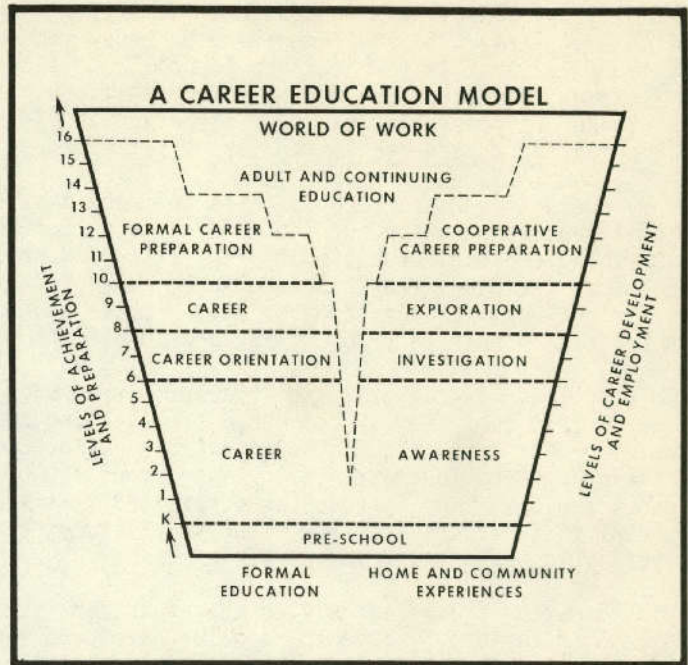 A CAREER EDUCATION MODEL
WORLD OF WORK
ADULT AND CONTINUING
EDUCATION
FORMAL CAREER
PREPARATION
COOPERATIVE
CAREER PREPARATION
CAREER
EXPLORATION
CAREER ORIENTATION
INVESTIGATION
CAREER
AWARENESS
PRE-SCHOOL
FORMAL
EDUCATION
HOME AND COMMUNITY
EXPERIENCES
LEVELS OF ACHIEVEMENT
AND PREPARATION
16
15
14
13
12
11
10
9
8
7
6
5
4
3
2
1
K
LEVELS OF CAREER DEVELOPMENT
AND EMPLOYMENT